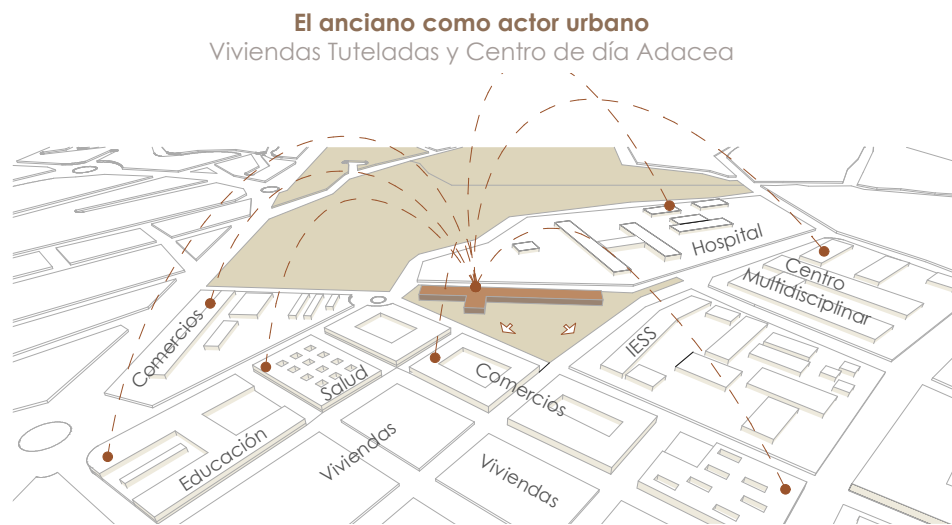 El anciano como actor urbano
Viviendas Tuteladas y Centro de día Adacea
Hospital
Centro
Multidisciplinar
Comercios
IESS
Salud
Comercios
Educación
Viviendas
Viviendas